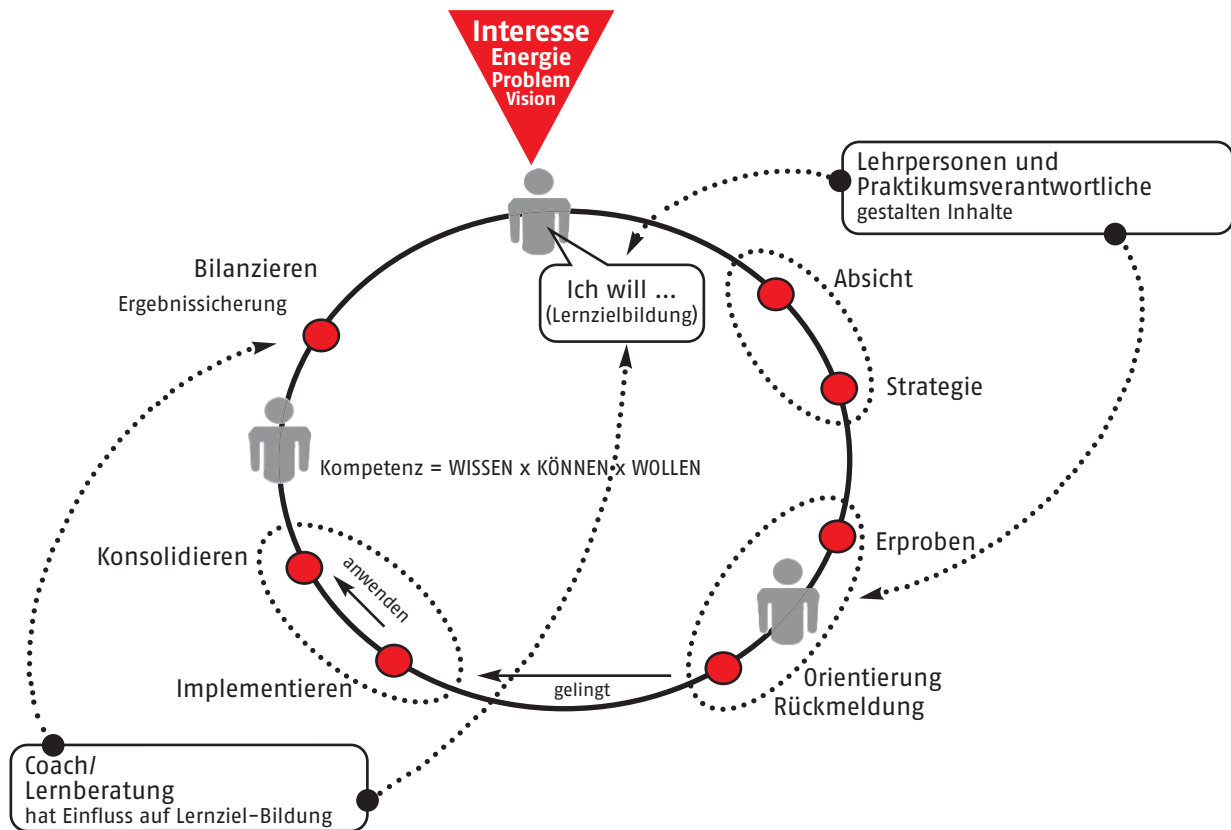 Interesse
Energie
Problem
Vision
Lehrpersonen und
Praktikumsverantwortliche
gestalten Inhalte
Bilanzieren
Ergebnissicherung
Ich will ...
(Lernzielbildung)
Absicht
Strategie
Kompetenz = WISSEN x KÖNNEN x WOLLEN
Konsolidieren
anwenden
Erproben
Implementieren
gelingt
Orientierung
Rückmeldung
Coach/
Lernberatung
hat Einfluss auf Lernziel-Bildung